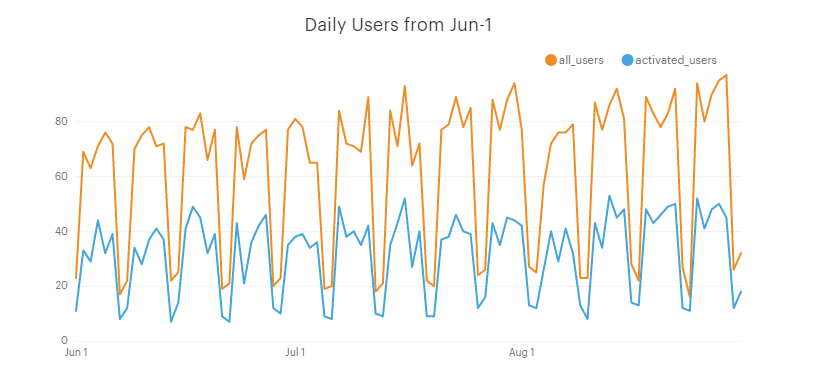 Daily Users from Jun-1
all_users activated_users
80
60
40
20
0
Jun 1 Jul 1 Aug 1